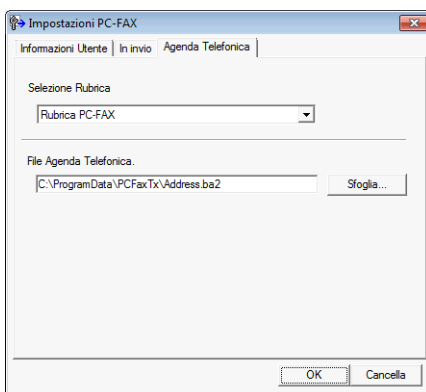 Impostazioni PC-FAX
Informazioni Utente In invio Agenda Telefonica
Selezione Rubrica
Rubrica PC-FAX
File Agenda Telefonica.
C:\ProgramData\PCFaxTx\Address.ba2 Sfoglia...
OK Cancella